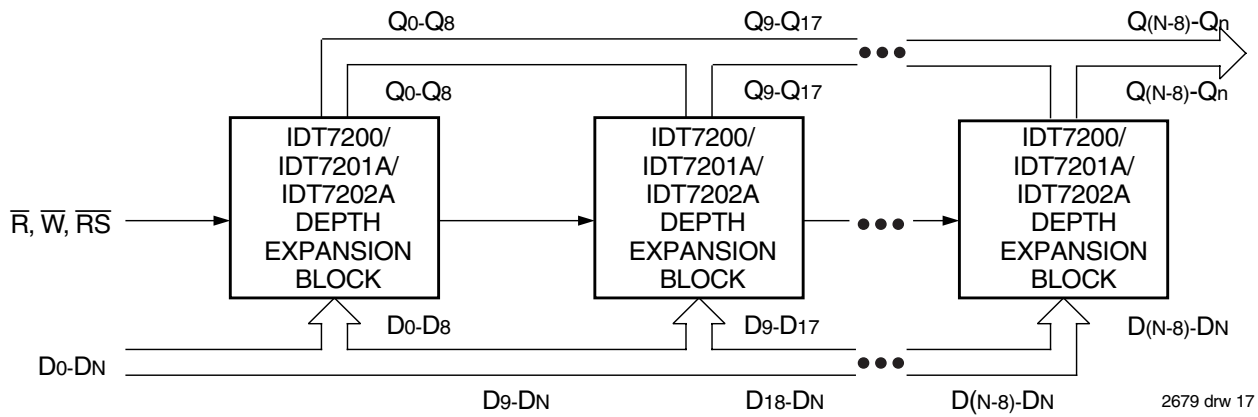 Q0-Q8 Q9-Q17 Q(N-8)-Qn
Q0-Q8 Q9-Q17 Q(N-8)-Qn
IDT7200/
IDT7201A/
IDT7202A
DEPTH
EXPANSION
BLOCK
IDT7200/
IDT7201A/
IDT7202A
DEPTH
EXPANSION
BLOCK
IDT7200/
IDT7201A/
IDT7202A
DEPTH
EXPANSION
BLOCK
R̅, W̅, R̅S̅
D0-D8 D9-D17 D(N-8)-DN
D0-DN
D9-DN D18-DN D(N-8)-DN
2679 drw 17